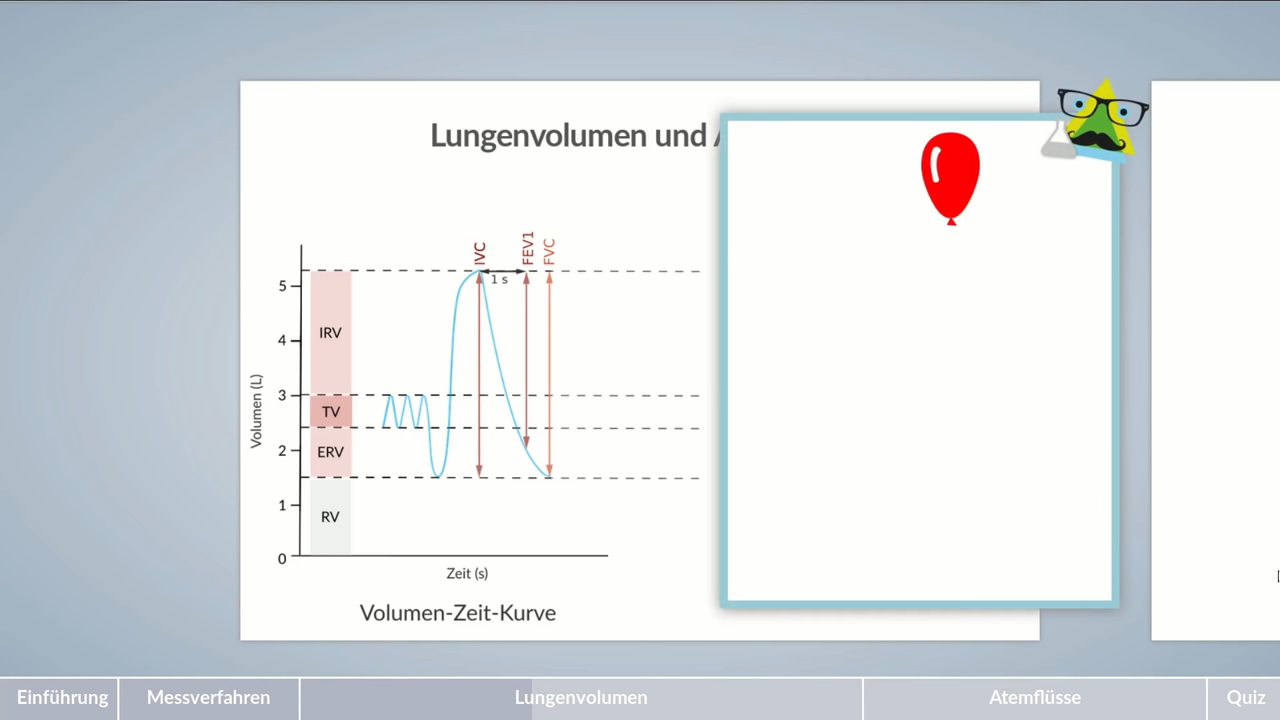 Lungenvolumen und
IVC
FEV1
FVC
1 s
5
4
3
2
1
0
IRV
TV
ERV
RV
Volumen (L)
Zeit (s)
Volumen-Zeit-Kurve
Einführung
Messverfahren
Lungenvolumen
Atemflüsse
Quiz